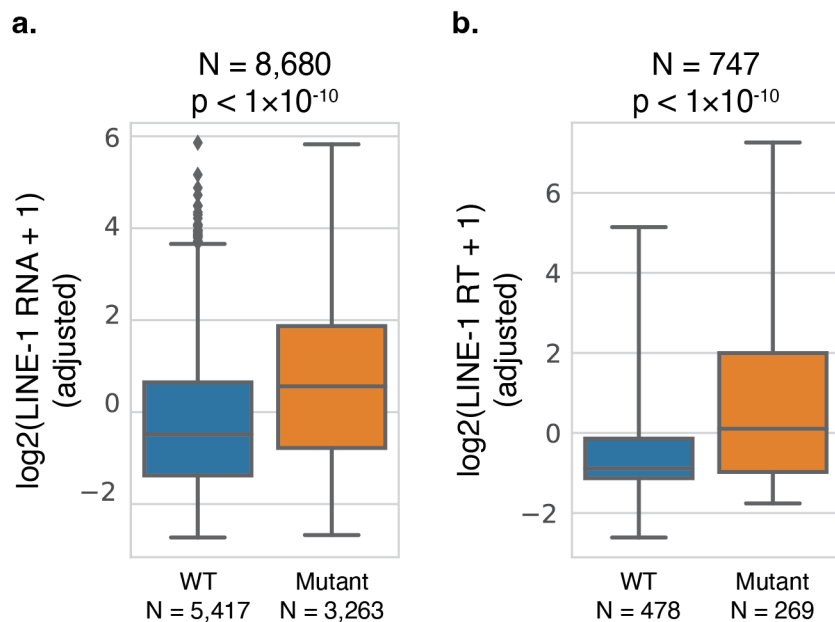 a.
N = 8,680
p < 1×10⁻¹⁰
log2(LINE-1 RNA + 1)
(adjusted)
6
4
2
0
−2
WT
N = 5,417
Mutant
N = 3,263
b.
N = 747
p < 1×10⁻¹⁰
log2(LINE-1 RT + 1)
(adjusted)
6
4
2
0
−2
WT
N = 478
Mutant
N = 269